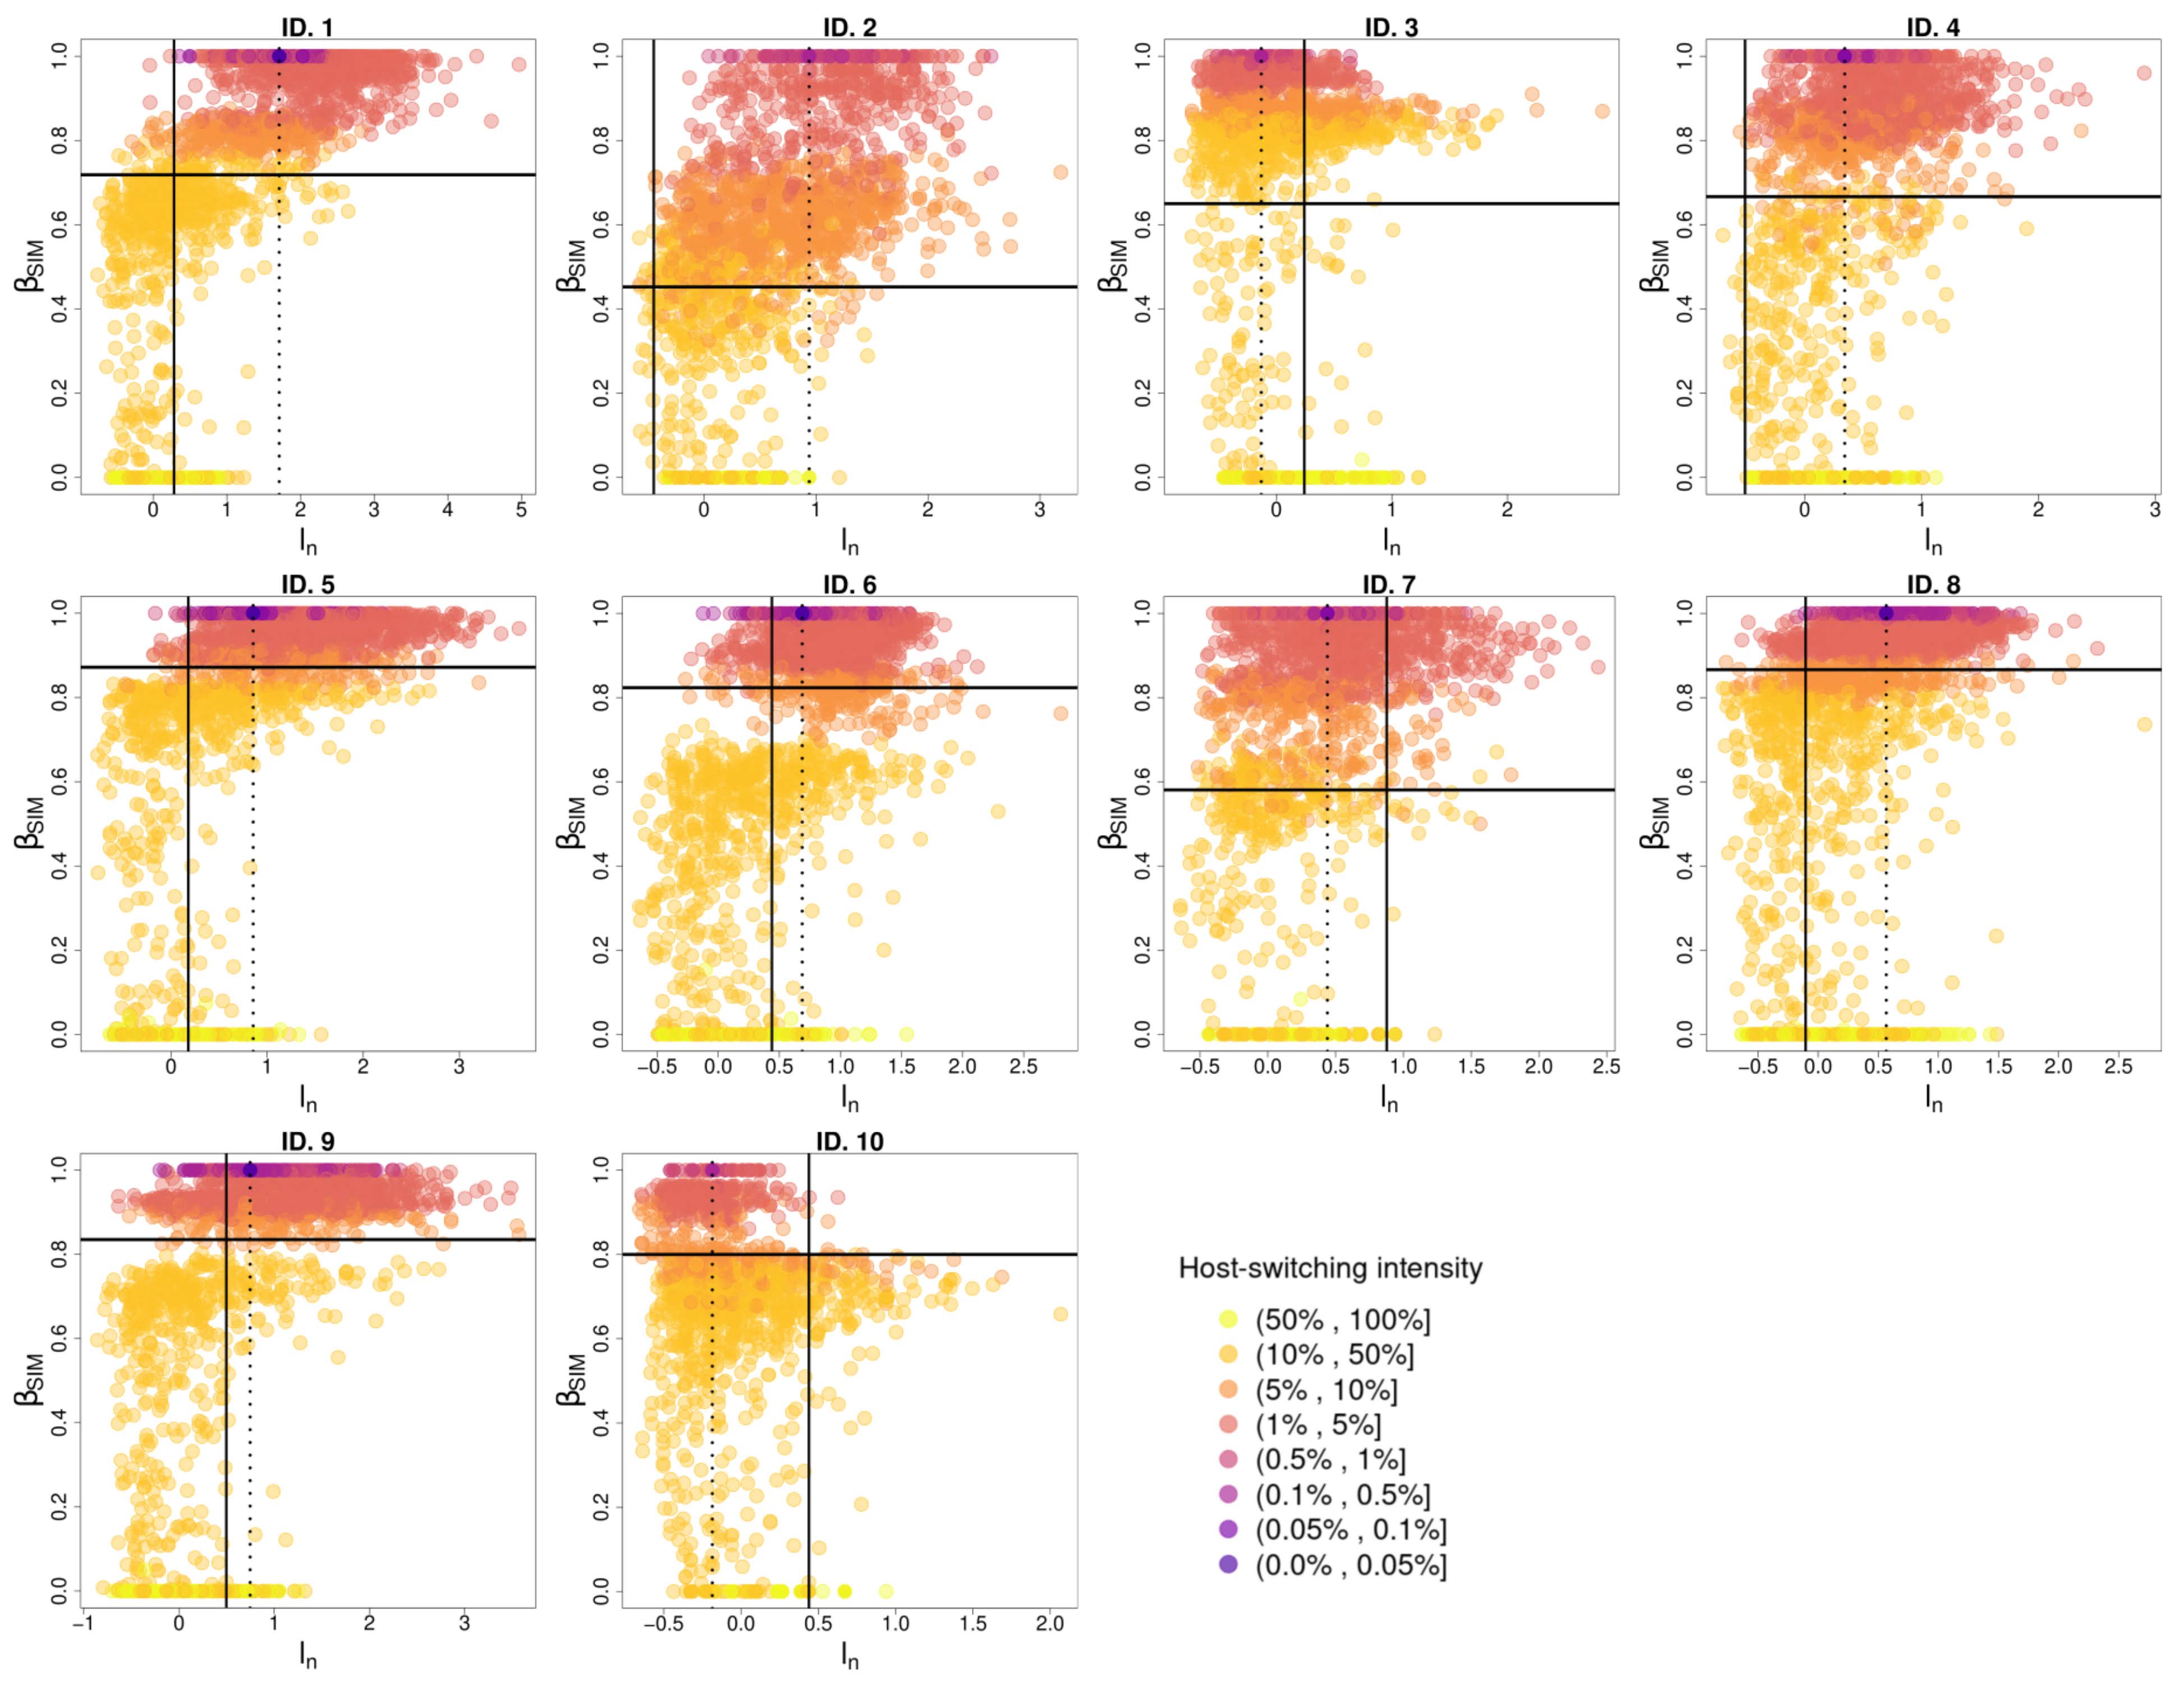 ID. 1
βSIM
0.0 0.2 0.4 0.6 0.8 1.0
0 1 2 3 4 5
In
ID. 2
βSIM
0.0 0.2 0.4 0.6 0.8 1.0
0 1 2 3
In
ID. 3
βSIM
0.0 0.2 0.4 0.6 0.8 1.0
0 1 2
In
ID. 4
βSIM
0.0 0.2 0.4 0.6 0.8 1.0
0 1 2 3
In
ID. 5
βSIM
0.0 0.2 0.4 0.6 0.8 1.0
0 1 2 3
In
ID. 6
βSIM
0.0 0.2 0.4 0.6 0.8 1.0
−0.5 0.0 0.5 1.0 1.5 2.0 2.5
In
ID. 7
βSIM
0.0 0.2 0.4 0.6 0.8 1.0
−0.5 0.0 0.5 1.0 1.5 2.0 2.5
In
ID. 8
βSIM
0.0 0.2 0.4 0.6 0.8 1.0
−0.5 0.0 0.5 1.0 1.5 2.0 2.5
In
ID. 9
βSIM
0.0 0.2 0.4 0.6 0.8 1.0
−1 0 1 2 3
In
ID. 10
βSIM
0.0 0.2 0.4 0.6 0.8 1.0
−0.5 0.0 0.5 1.0 1.5 2.0
In
Host-switching intensity
(50% , 100%]
(10% , 50%]
(5% , 10%]
(1% , 5%]
(0.5% , 1%]
(0.1% , 0.5%]
(0.05% , 0.1%]
(0.0% , 0.05%]